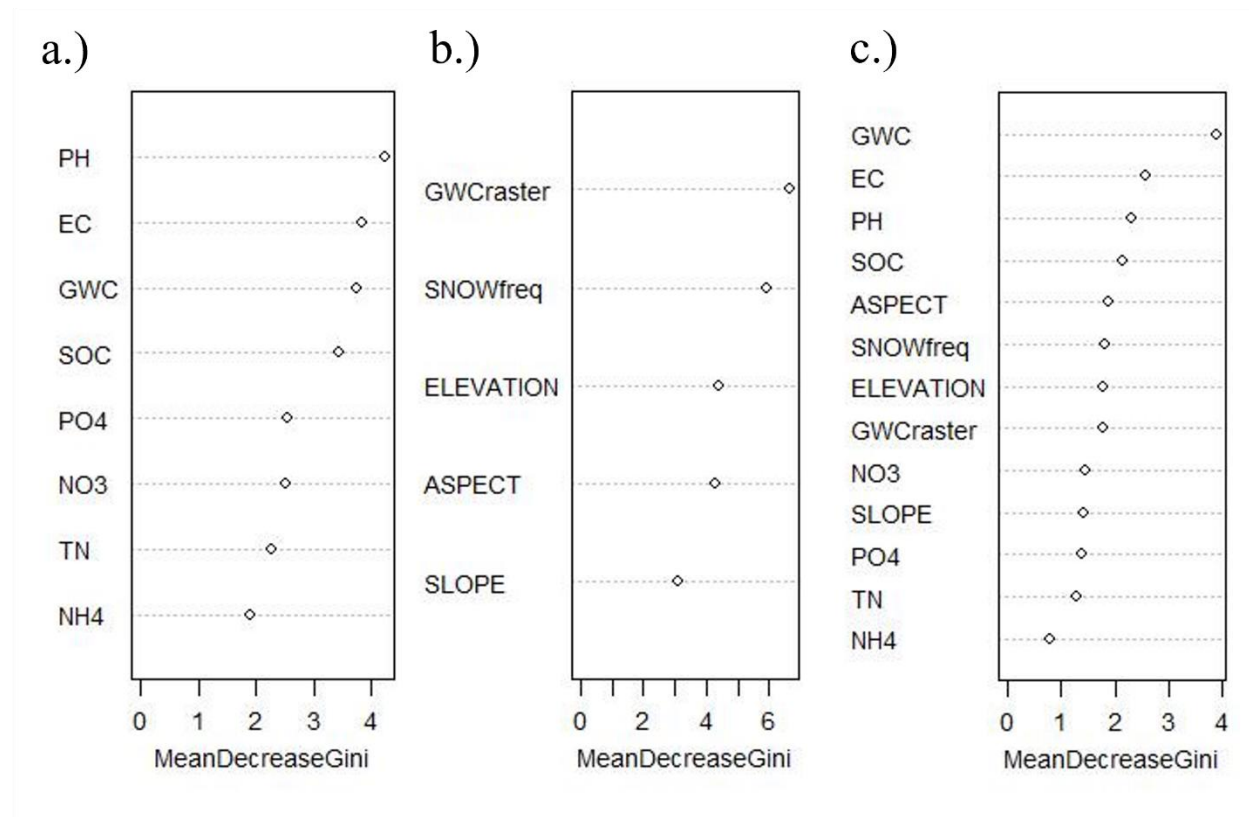 a.)
PH
EC
GWC
SOC
PO4
NO3
TN
NH4
0 1 2 3 4
MeanDecreaseGini
b.)
GWCraster
SNOWfreq
ELEVATION
ASPECT
SLOPE
0 2 4 6
MeanDecreaseGini
c.)
GWC
EC
PH
SOC
ASPECT
SNOWfreq
ELEVATION
GWCraster
NO3
SLOPE
PO4
TN
NH4
0 1 2 3 4
MeanDecreaseGini